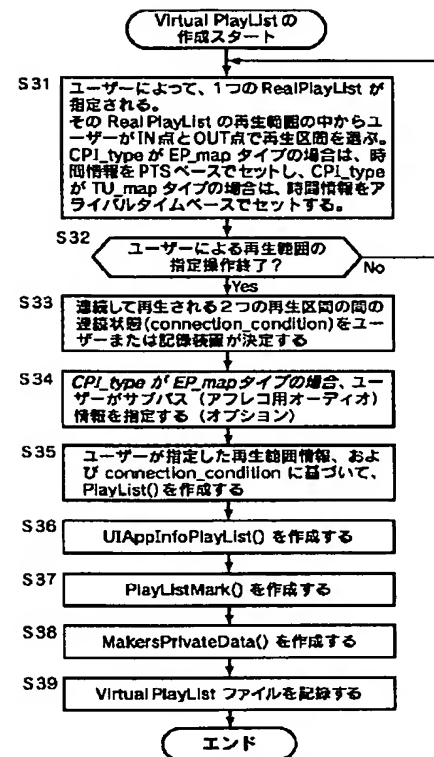 Virtual PlayList の
作成スタート
S31
ユーザーによって、1つの RealPlayList が
指定される。
その RealPlayList の再生範囲の中からユ
ーザーがIN点とOUT点で再生区間を選ぶ。
CPI_type が EP_map タイプの場合は、時
間情報を PTS ベースでセットし、CPI_type
が TU_map タイプの場合は、時間情報をア
ライバルタイムベースでセットする。
S32
ユーザーによる再生範囲の
指定操作終了？
No
Yes
S33
連続して再生される2つの再生区間の間の
連続状態(connection_condition)をユー
ザーまたは記録装置が決定する
S34
CPI_type が EP_mapタイプの場合、ユー
ザーがサブパス（アフレコ用オーディオ）
情報を指定する（オプション）
S35
ユーザーが指定した再生範囲情報、およ
び connection_condition に基づいて、
PlayList()を作成する
S36
UIAppInfoPlayList() を作成する
S37
PlayListMark() を作成する
S38
MakersPrivateData() を作成する
S39
Virtual PlayList ファイルを記録する
エンド